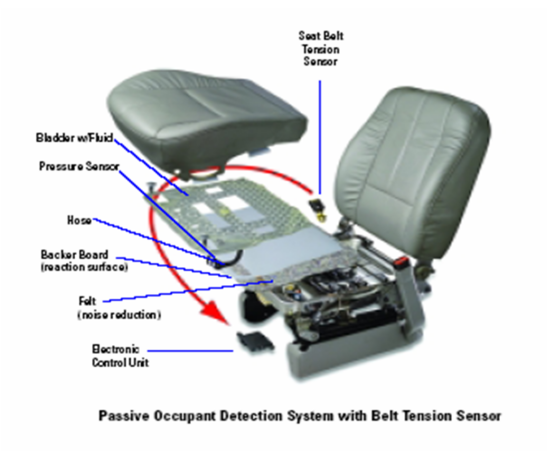 Seat Belt
Tension
Sensor
Bladder w/Fluid
Pressure Sensor
Hose
Backer Board
(reaction surface)
Felt
(noise reduction)
Electronic
Control Unit
Passive Occupant Detection System with Belt Tension Sensor